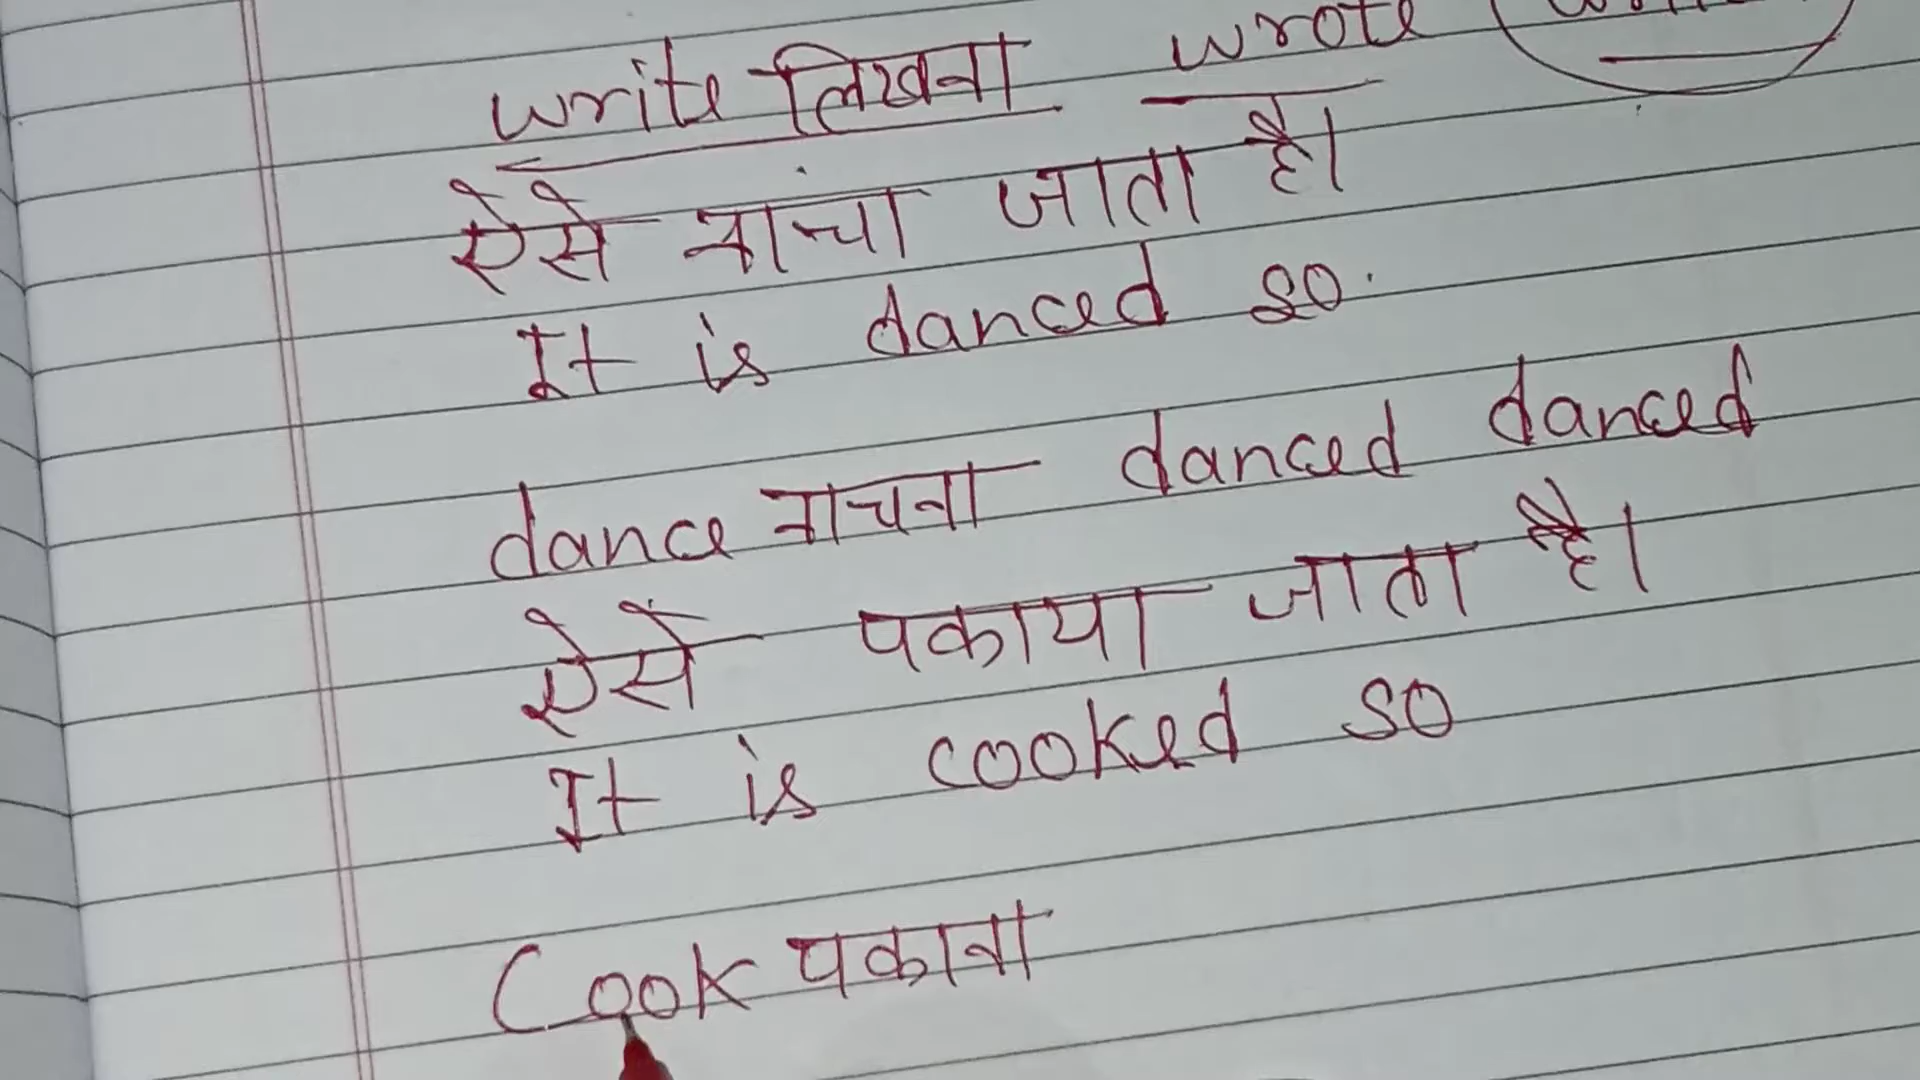 write लिखना wrote
ऐसे नांचा जाता है।
It is danced so.
dance नाचना danced danced
ऐसे पकाया जाता है।
It is cooked so
Cook पकाना